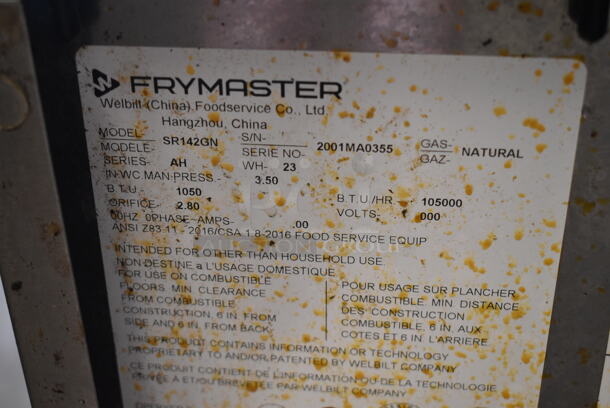 FRYMASTER
Welbilt (China) Foodservice Co., Ltd
Hangzhou, China
MODEL- SR142GN S/N- 2001MA0355 GAS- NATURAL
MODELE- SERIE NO- GAZ-
SERIES- AH WH- 23
IN.WC.MAN.PRESS.- 3.50
B.T.U. 1050 B.T.U./HR. 105000
ORIFICE- 2.80 VOLTS. 000
00HZ 0PHASE-AMPS- .00
ANSI Z83.11 - 2016/CSA 1.8-2016 FOOD SERVICE EQUIP
INTENDED FOR OTHER THAN HOUSEHOLD USE
NON-DESTINE a L'USAGE DOMESTIQUE
FOR USE ON COMBUSTIBLE
FLOORS MIN CLEARANCE
FROM COMBUSTIBLE
CONSTRUCTION, 6 IN. FROM
SIDE AND 6 IN. FROM BACK
POUR USAGE SUR PLANCHER
COMBUSTIBLE MIN DISTANCE
DES CONSTRUCTION
COMBUSTIBLE, 6 IN. AUX
COTES ET 6 IN. L'ARRIERE
THIS PRODUCT CONTAINS INFORMATION OR TECHNOLOGY
PROPRIETARY TO AND/OR PATENTED BY WELBILT COMPANY
CE PRODUIT CONTIENT DE L'INFORMATION OU DE LA TECHNOLOGIE
PRIVÉE A ET/OU BREVETÉE PAR WELBILT COMPANY